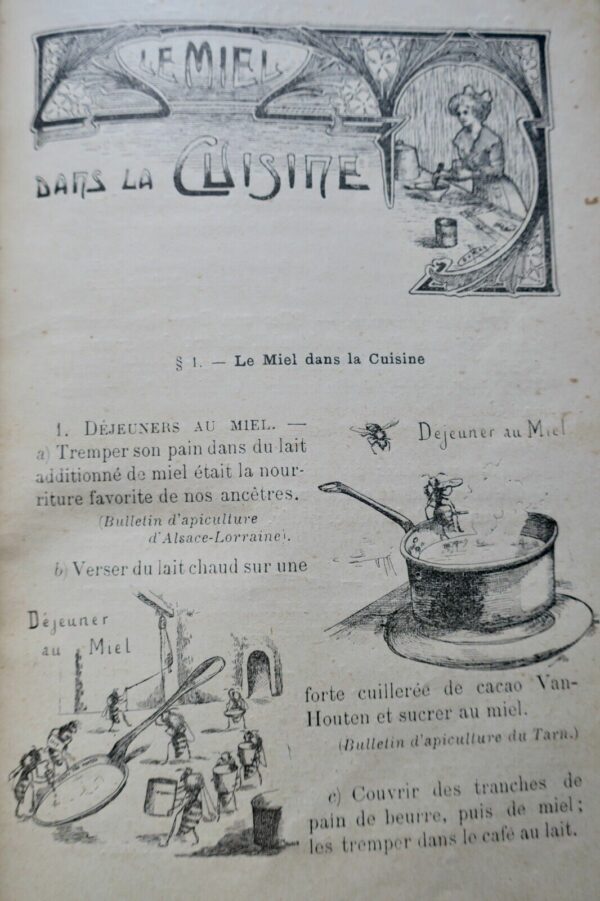 LE MIEL
DANS LA CUISINE
§ 1. — Le Miel dans la Cuisine
1. DÉJEUNERS AU MIEL. —
a) Tremper son pain dans du lait
additionné de miel était la nour-
riture favorite de nos ancêtres.
(Bulletin d'apiculture
d'Alsace-Lorraine).
b) Verser du lait chaud sur une
Déjeuner au Miel
Déjeuner
au Miel
forte cuillerée de cacao Van-
Houten et sucrer au miel.
(Bulletin d'apiculture du Tarn.)
c) Couvrir des tranches de
pain de beurre, puis de miel ;
les tremper dans le café au lait.